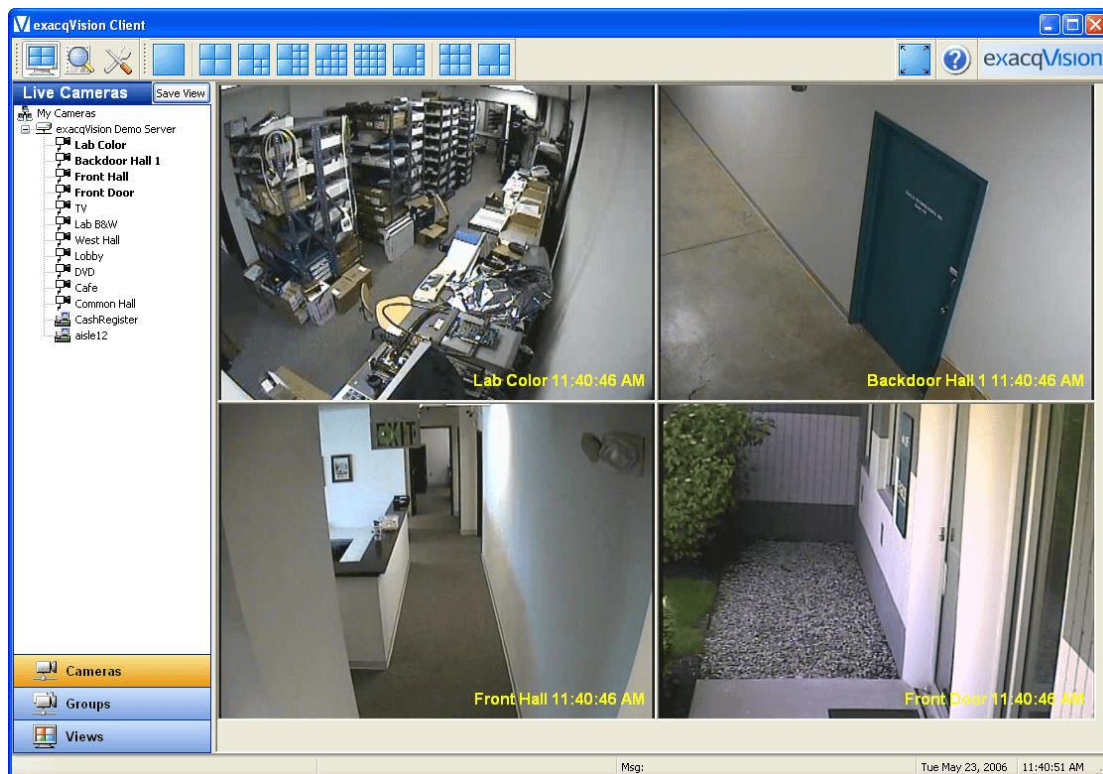 exacqVision Client
exacqVision
Live Cameras
Save View
My Cameras
exacqVision Demo Server
Lab Color
Backdoor Hall 1
Front Hall
Front Door
TV
Lab B&W
West Hall
Lobby
DVD
Cafe
Common Hall
CashRegister
aisle12
Lab Color 11:40:46 AM
Backdoor Hall 1 11:40:46 AM
EXIT
Front Hall 11:40:46 AM
Front Door 11:40:46 AM
Cameras
Groups
Views
Msg:
Tue May 23, 2006
11:40:51 AM